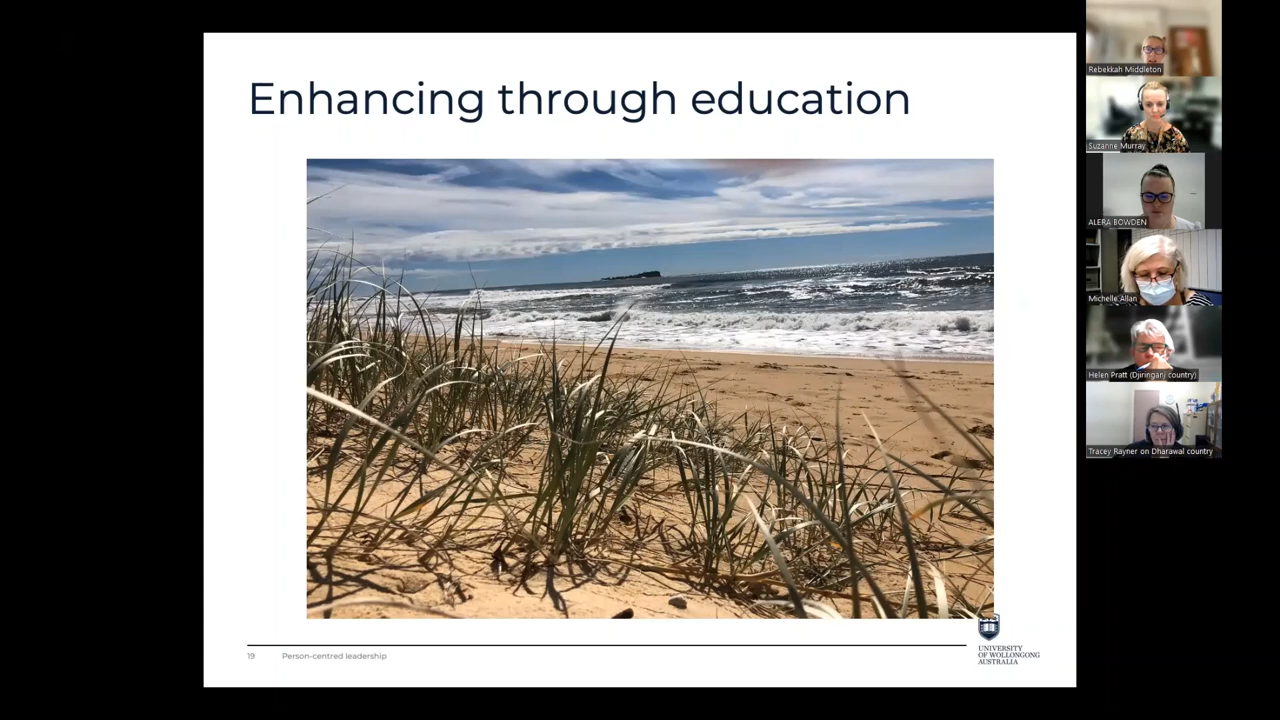 Enhancing through education
19 Person-centred leadership
UNIVERSITY
OF WOLLONGONG
AUSTRALIA
Rebekkah Middleton
Suzanne Murray
ALERA BOWDEN
Michelle Allan
Helen Pratt (Djiringanj country)
Tracey Rayner on Dharawal country